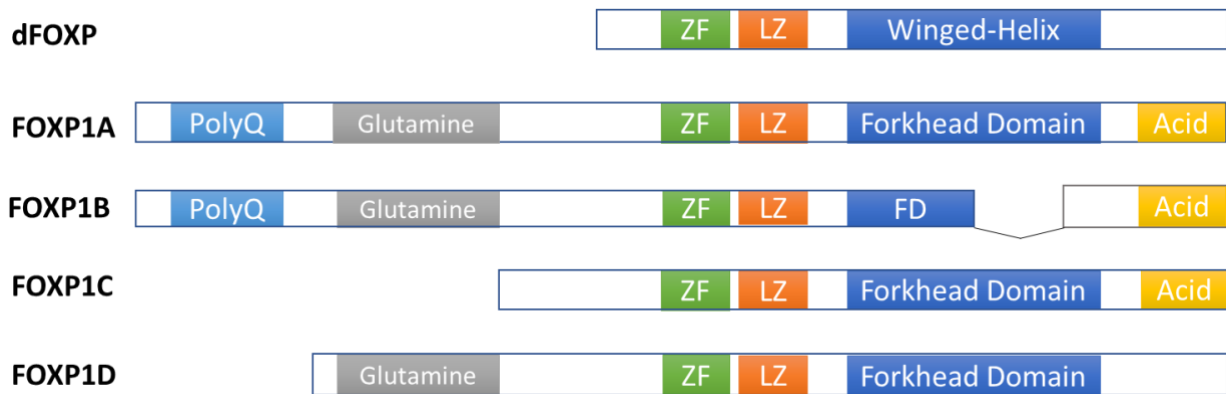 dFOXP ZF LZ Winged-Helix
FOXP1A PolyQ Glutamine ZF LZ Forkhead Domain Acid
FOXP1B PolyQ Glutamine ZF LZ FD Acid
FOXP1C ZF LZ Forkhead Domain Acid
FOXP1D Glutamine ZF LZ Forkhead Domain